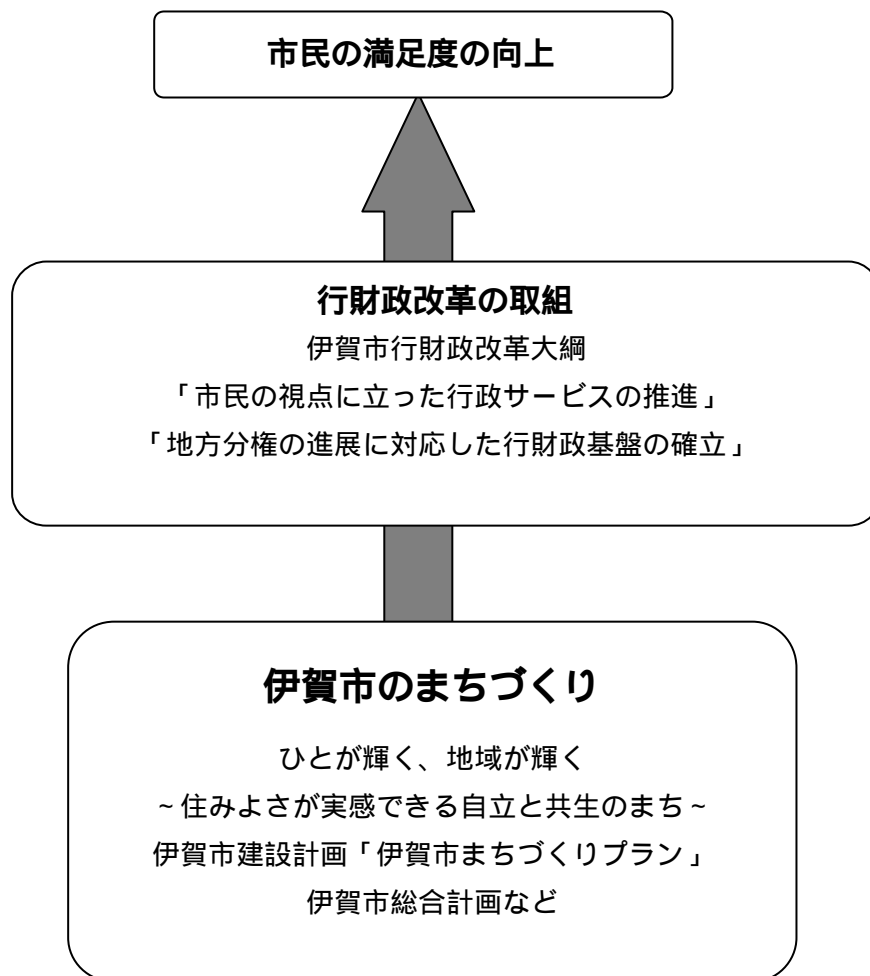 市民の満足度の向上
行財政改革の取組
伊賀市行財政改革大綱
「市民の視点に立った行政サービスの推進」
「地方分権の進展に対応した行財政基盤の確立」
伊賀市のまちづくり
ひとが輝く、地域が輝く
~住みよさが実感できる自立と共生のまち~
伊賀市建設計画「伊賀市まちづくりプラン」
伊賀市総合計画など